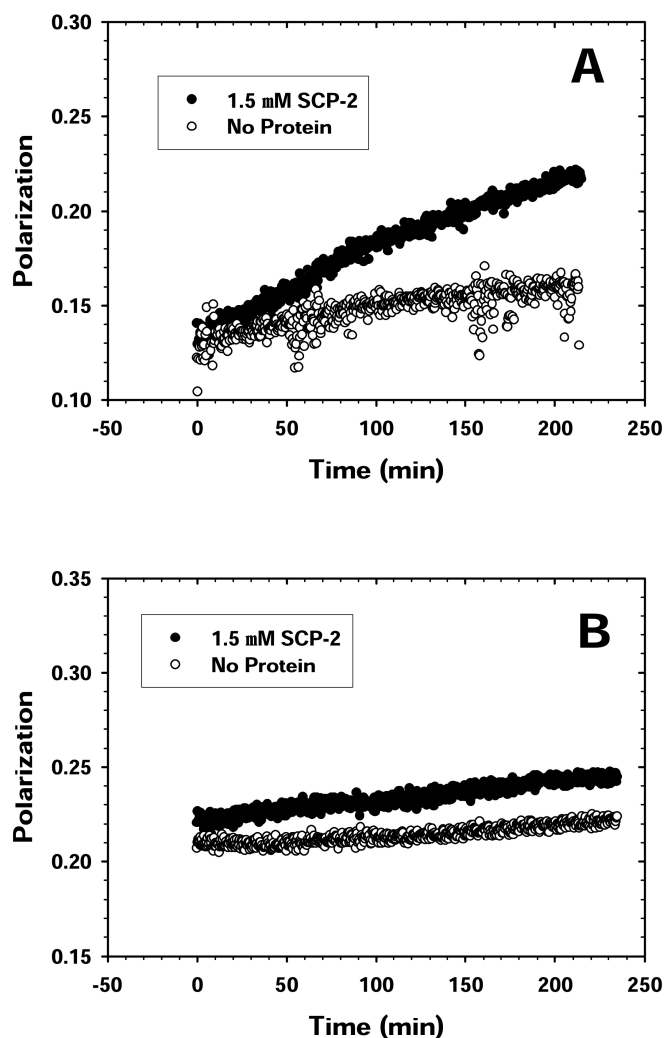 0.30
A
1.5 mM SCP-2
No Protein
0.25
0.20
0.15
0.10
Polarization
-50 0 50 100 150 200 250
Time (min)
0.35
B
1.5 mM SCP-2
No Protein
0.30
0.25
0.20
0.15
Polarization
-50 0 50 100 150 200 250
Time (min)